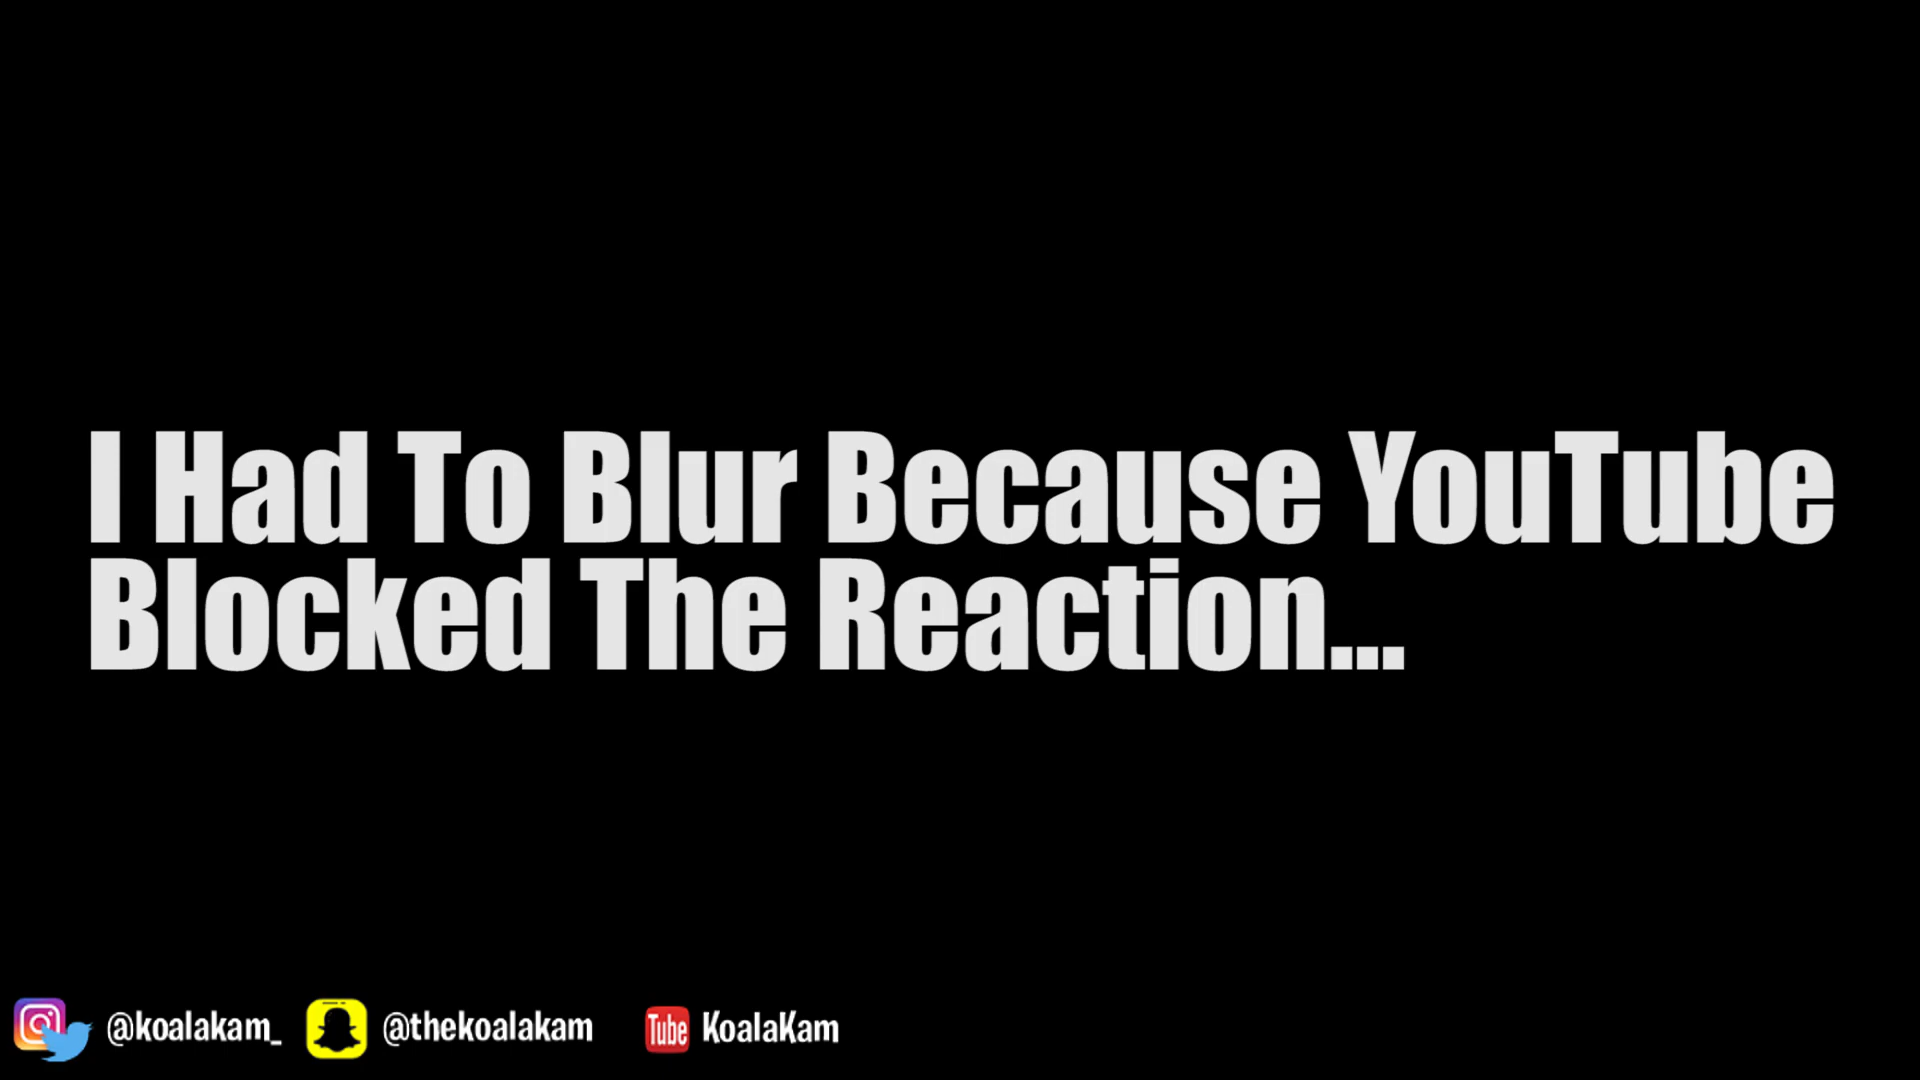 I Had To Blur Because YouTube
Blocked The Reaction...
@koalakam_ @thekoalakam Tube KoalaKam